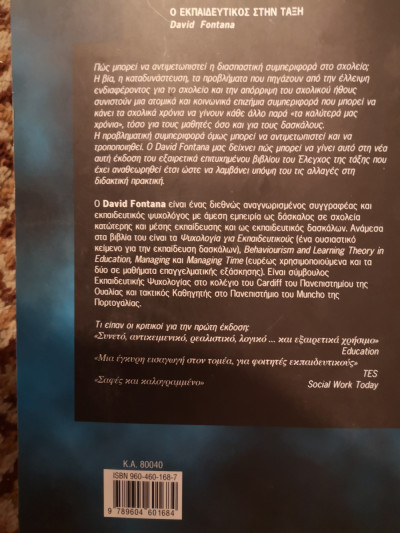 Ο ΕΚΠΑΙΔΕΥΤΙΚΟΣ ΣΤΗΝ ΤΑΞΗ
David Fontana
Πώς μπορεί να αντιμετωπιστεί η διασπαστική συμπεριφορά στο σχολείο;
Η βία, η καταδυνάστευση, τα προβλήματα που πηγάζουν από την έλλειψη
ενδιαφέροντος για το σχολείο και την απόρριψη του σχολικού ήθους
συνιστούν μια ατομικά και κοινωνικά επιζήμια συμπεριφορά που μπορεί να
κάνει τα σχολικά χρόνια να γίνουν κάθε άλλο παρά «τα καλύτερά μας
χρόνια», τόσο για τους μαθητές όσο και για τους δασκάλους.
Η προβληματική συμπεριφορά όμως μπορεί να αντιμετωπιστεί και να
τροποποιηθεί. Ο David Fontana μας δείχνει πώς μπορεί να γίνει αυτό στη νέα
αυτή έκδοση του εξαιρετικά επιτυχημένου βιβλίου του Έλεγχος της τάξης που
έχει αναθεωρηθεί έτσι ώστε να λαμβάνει υπόψη του τις αλλαγές στη
διδακτική πρακτική.
Ο David Fontana είναι ένας διεθνώς αναγνωρισμένος συγγραφέας και
εκπαιδευτικός ψυχολόγος με άμεση εμπειρία ως δάσκαλος σε σχολεία
κατώτερης και μέσης εκπαίδευσης και ως εκπαιδευτικός δασκάλων. Ανάμεσα
στα βιβλία του είναι τα Ψυχολογία για Εκπαιδευτικούς (ένα ουσιαστικό
κείμενο για την εκπαίδευση δασκάλων), Behaviourism and Learning Theory in
Education, Managing και Managing Time (ευρέως χρησιμοποιούμενα και τα
δύο σε μαθήματα επαγγελματικής εξάσκησης). Είναι σύμβουλος
Εκπαιδευτικής Ψυχολογίας στο κολέγιο του Cardiff του Πανεπιστημίου της
Ουαλίας και τακτικός Καθηγητής στο Πανεπιστήμιο του Muncho της
Πορτογαλίας.
Τι είπαν οι κριτικοί για την πρώτη έκδοση:
«Συνετό, αντικειμενικό, ρεαλιστικό, λογικό ... και εξαιρετικά χρήσιμο»
Education
«Μια έγκυρη εισαγωγή στον τομέα, για φοιτητές εκπαιδευτικούς»
TES
«Σαφές και καλογραμμένο»
Social Work Today
Κ.Α. 80040
ISBN 960-460-168-7
9 789604 601684